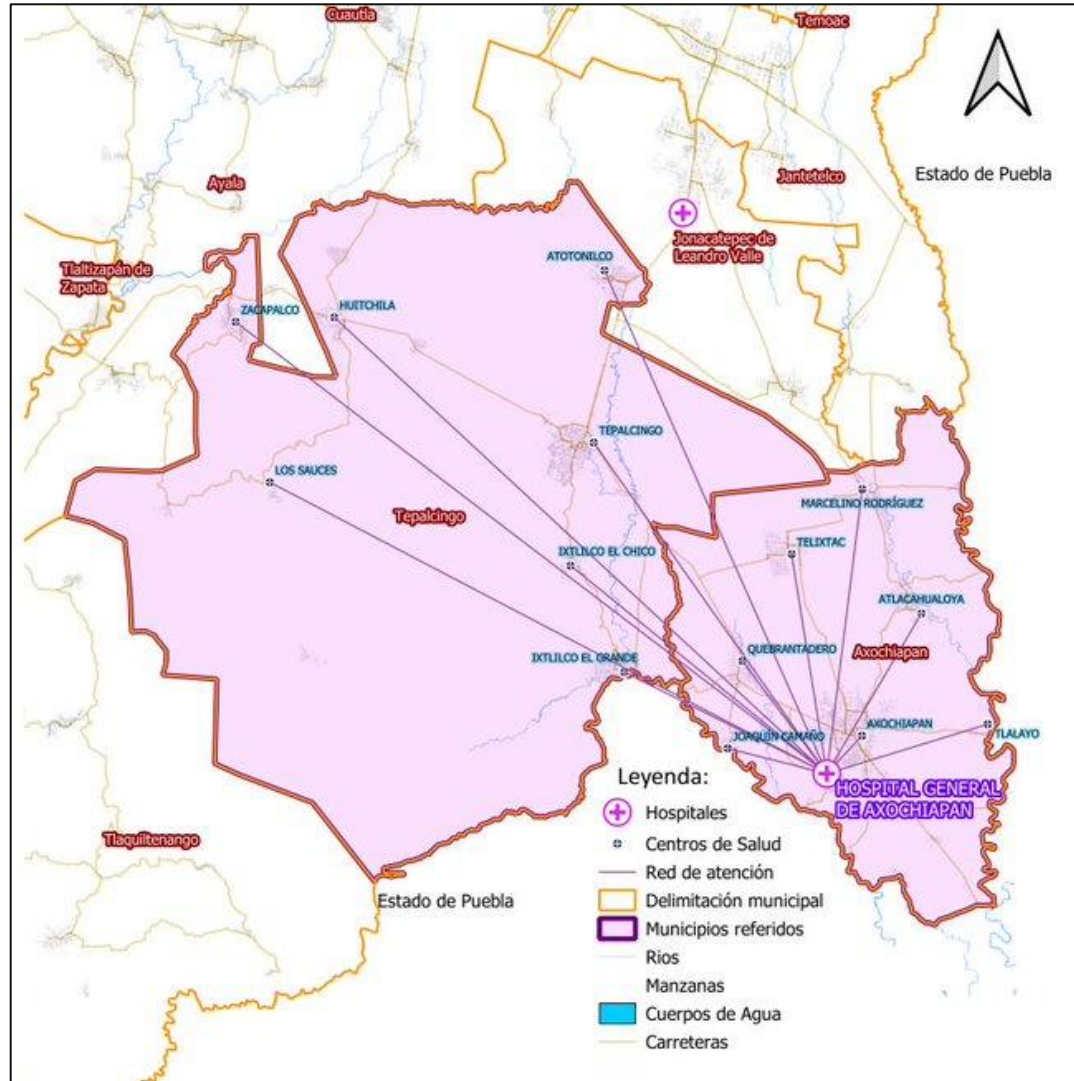 Cuautla
Temoac
Estado de Puebla
Jantetelco
Ayala
Jonacatepec de
Leandro Valle
Tlaltizapán de
Zapata
ATOTONILCO
ZACAPALCO
HUITCHILA
TEPALCINGO
LOS SAUCES
MARCELINO RODRÍGUEZ
Tepalcingo
IXTLILCO EL CHICO
TELIXTAC
ATLACAHUALOYA
IXTLILCO EL GRANDE
QUEBRANTADERO
Axochiapan
AXOCHIAPAN
TLALAYO
JOAQUÍN CAMAÑO
HOSPITAL GENERAL
DE AXOCHIAPAN
Tlaquiltenango
Estado de Puebla
Leyenda:
Hospitales
Centros de Salud
Red de atención
Delimitación municipal
Municipios referidos
Rios
Manzanas
Cuerpos de Agua
Carreteras